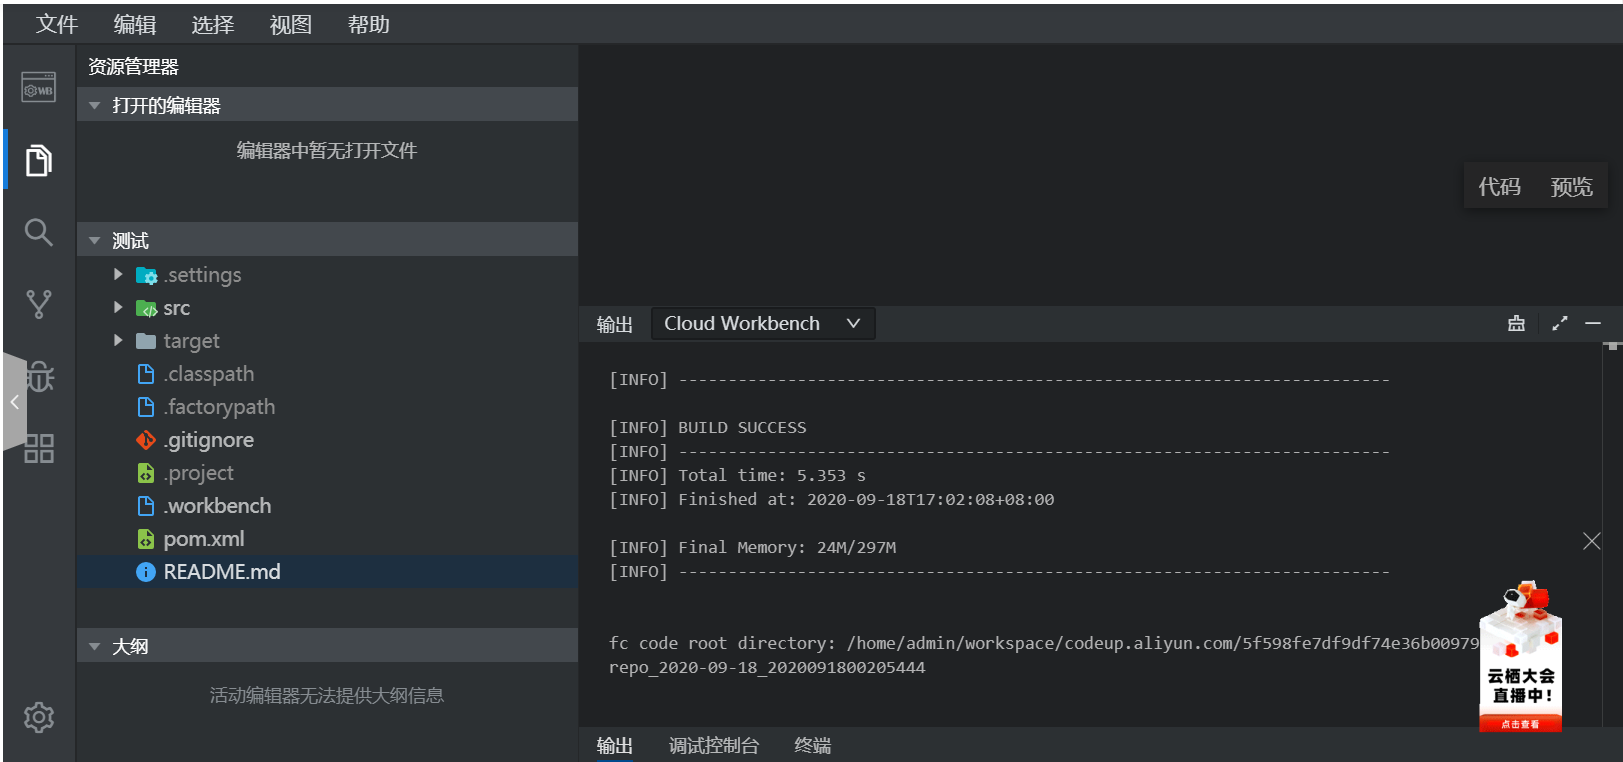 文件 编辑 选择 视图 帮助
资源管理器
WB
打开的编辑器
编辑器中暂无打开文件
测试
.settings
src
target
.classpath
.factorypath
.gitignore
.project
.workbench
pom.xml
README.md
大纲
活动编辑器无法提供大纲信息
代码 预览
输出 Cloud Workbench
[INFO] ------------------------------------------------------------------------
[INFO] BUILD SUCCESS
[INFO] ------------------------------------------------------------------------
[INFO] Total time: 5.353 s
[INFO] Finished at: 2020-09-18T17:02:08+08:00
[INFO] Final Memory: 24M/297M
[INFO] ------------------------------------------------------------------------
fc code root directory: /home/admin/workspace/codeup.aliyun.com/5f598fe7df9df74e36b00979
repo_2020-09-18_2020091800205444
云栖大会
直播中!
点击查看
输出 调试控制台 终端